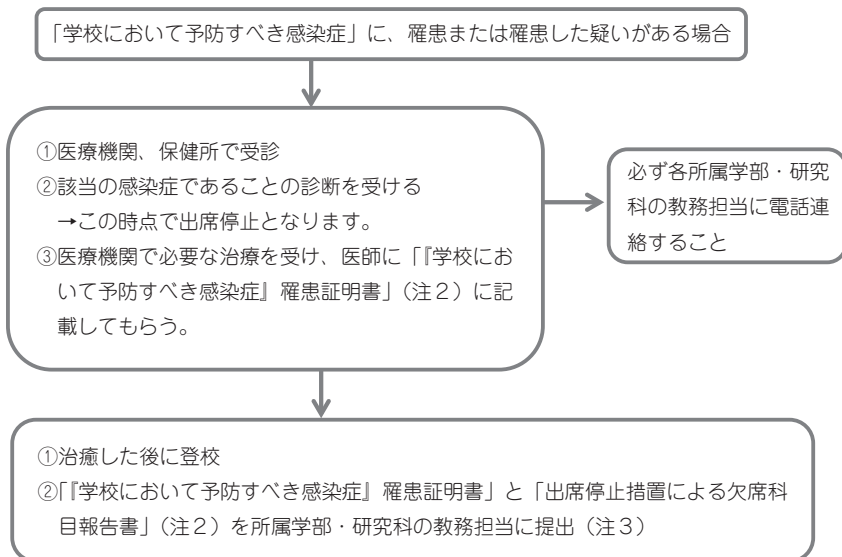 「学校において予防すべき感染症」に、罹患または罹患した疑いがある場合
①医療機関、保健所で受診
②該当の感染症であることの診断を受ける
→この時点で出席停止となります。
③医療機関で必要な治療を受け、医師に「『学校にお
いて予防すべき感染症』罹患証明書」(注2)に記
載してもらう。
必ず各所属学部・研究
科の教務担当に電話連
絡すること
①治癒した後に登校
②「『学校において予防すべき感染症』罹患証明書」と「出席停止措置による欠席科
目報告書」(注2)を所属学部・研究科の教務担当に提出(注3)